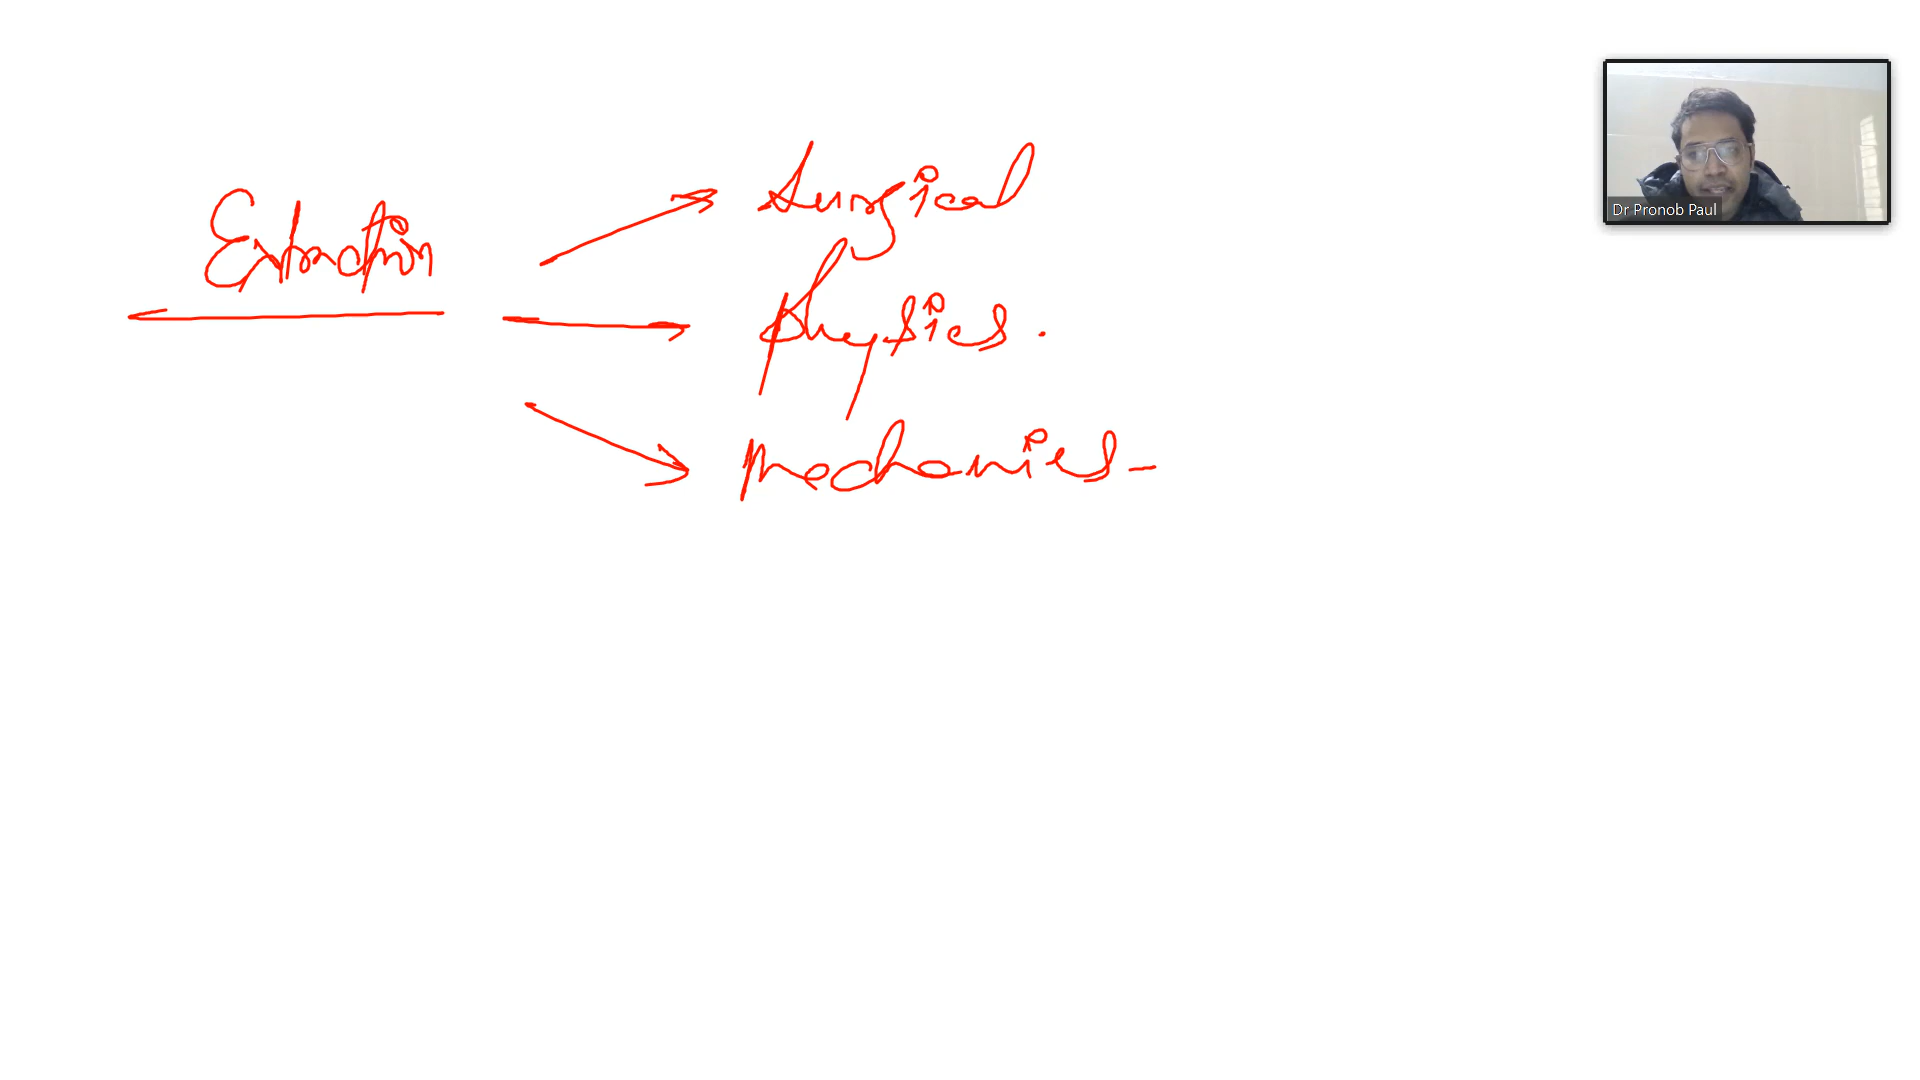 Extraction
Surgical
Physics.
Mechanics-
Dr Pronob Paul